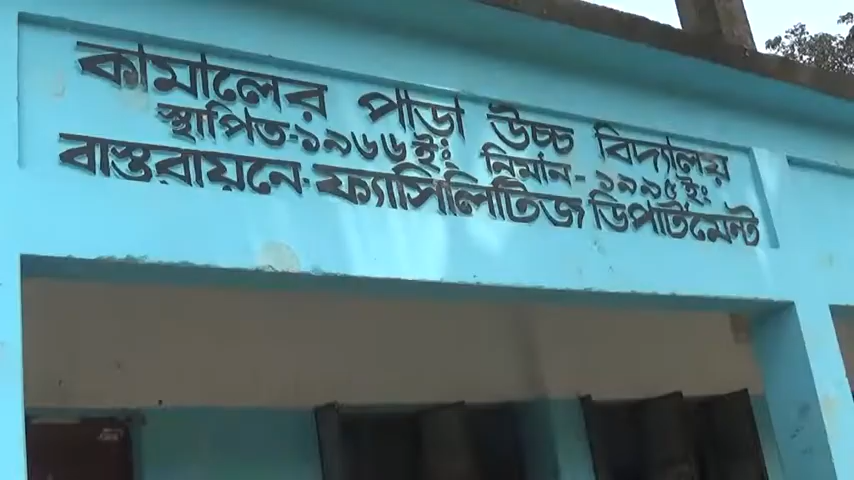 কামালের পাড়া উচ্চ বিদ্যালয়
স্থাপিত-১৯৬৬ইং নির্মান-১৯৯৫ইং
বাস্তবায়নে: ফ্যাসিলিটিজ ডিপার্টমেন্ট